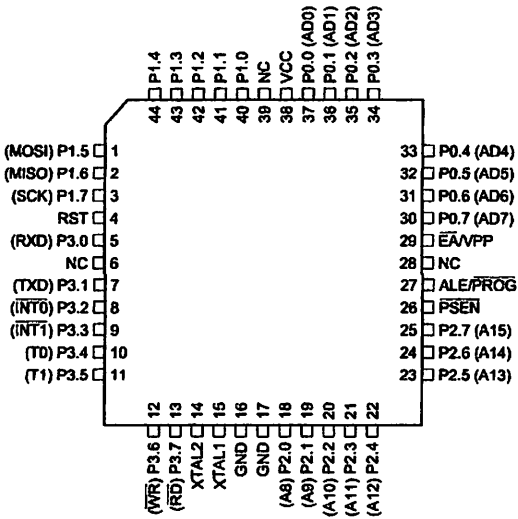 P1.4
P1.3
P1.2
P1.1
P1.0
NC
VCC
P0.0 (AD0)
P0.1 (AD1)
P0.2 (AD2)
P0.3 (AD3)
44
43
42
41
40
39
38
37
36
35
34
(MOSI) P1.5 1
(MISO) P1.6 2
(SCK) P1.7 3
RST 4
(RXD) P3.0 5
NC 6
(TXD) P3.1 7
(I̅N̅T̅0̅) P3.2 8
(I̅N̅T̅1̅) P3.3 9
(T0) P3.4 10
(T1) P3.5 11
33 P0.4 (AD4)
32 P0.5 (AD5)
31 P0.6 (AD6)
30 P0.7 (AD7)
29 E̅A̅/VPP
28 NC
27 ALE/P̅R̅O̅G̅
26 P̅S̅E̅N̅
25 P2.7 (A15)
24 P2.6 (A14)
23 P2.5 (A13)
12
13
14
15
16
17
18
19
20
21
22
(W̅R̅) P3.6
(R̅D̅) P3.7
XTAL2
XTAL1
GND
GND
(A8) P2.0
(A9) P2.1
(A10) P2.2
(A11) P2.3
(A12) P2.4